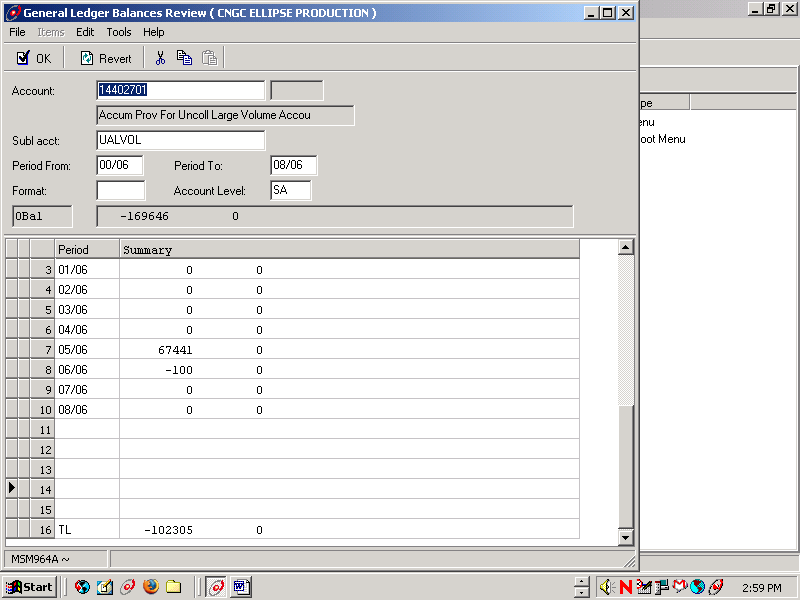 General Ledger Balances Review ( CNGC ELLIPSE PRODUCTION )
File Items Edit Tools Help
OK Revert
Account: 14402701
Accum Prov For Uncoll Large Volume Accou
Subl acct: UALVOL
Period From: 00/06 Period To: 08/06
Format: Account Level: SA
OBal -169646 0
Period Summary
3 01/06 0 0
4 02/06 0 0
5 03/06 0 0
6 04/06 0 0
7 05/06 67441 0
8 06/06 -100 0
9 07/06 0 0
10 08/06 0 0
11
12
13
14
15
16 TL -102305 0
MSM964A ~
pe
enu
oot Menu
Start W N 2:59 PM